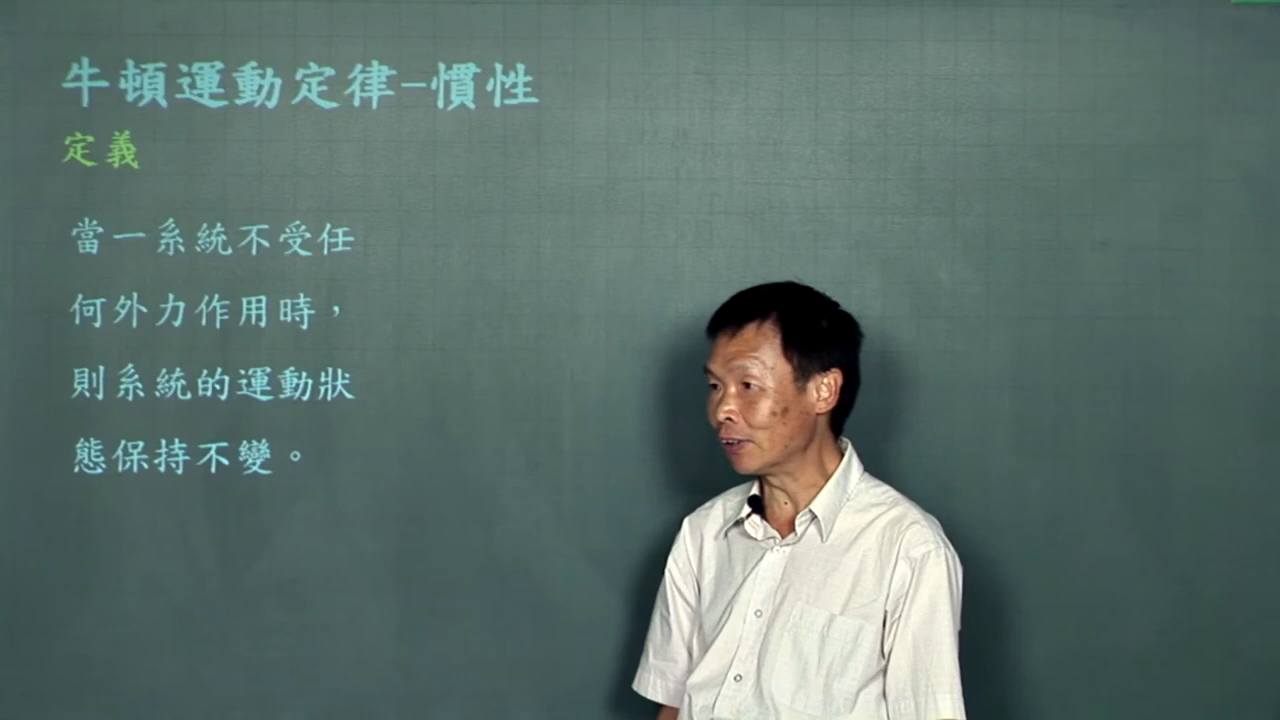 牛頓運動定律-慣性
定義
當一系統不受任
何外力作用時，
則系統的運動狀
態保持不變。